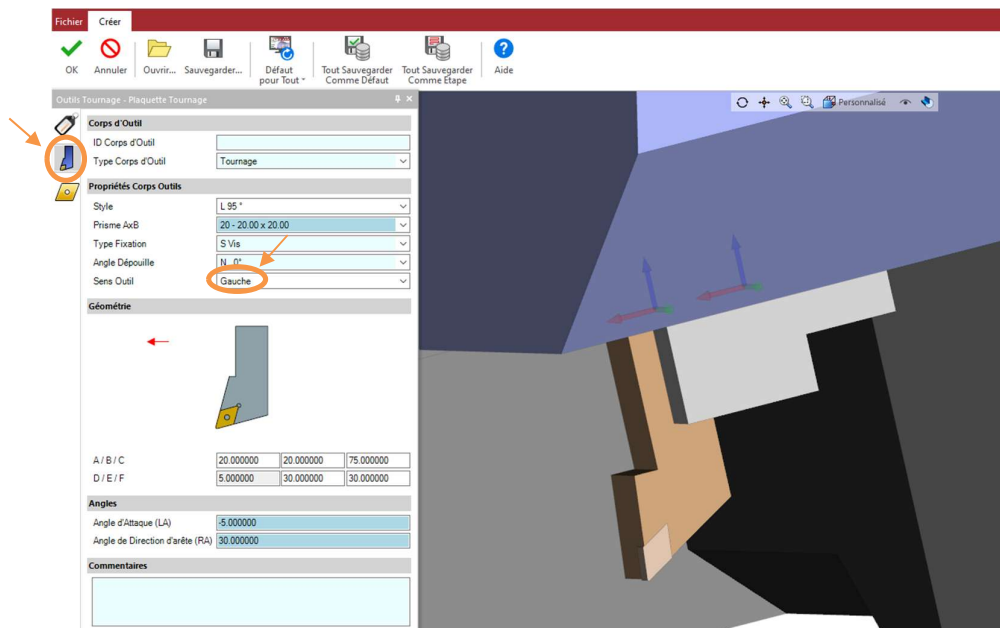 Fichier Créer
OK Annuler Ouvrir... Sauvegarder... Défaut pour Tout Tout Sauvegarder Comme Défaut Tout Sauvegarder Comme Etape Aide
Outils Tournage - Plaquette Tournage
Personnalisé
Corps d'Outil
ID Corps d'Outil
Type Corps d'Outil Tournage
Propriétés Corps Outils
Style L 95 °
Prisme AxB 20 - 20.00 x 20.00
Type Fixation S Vis
Angle Dépouille N 0°
Sens Outil Gauche
Géométrie
A / B / C 20.000000 20.000000 75.000000
D / E / F 5.000000 30.000000 30.000000
Angles
Angle d'Attaque (LA) -5.000000
Angle de Direction d'arête (RA) 30.000000
Commentaires